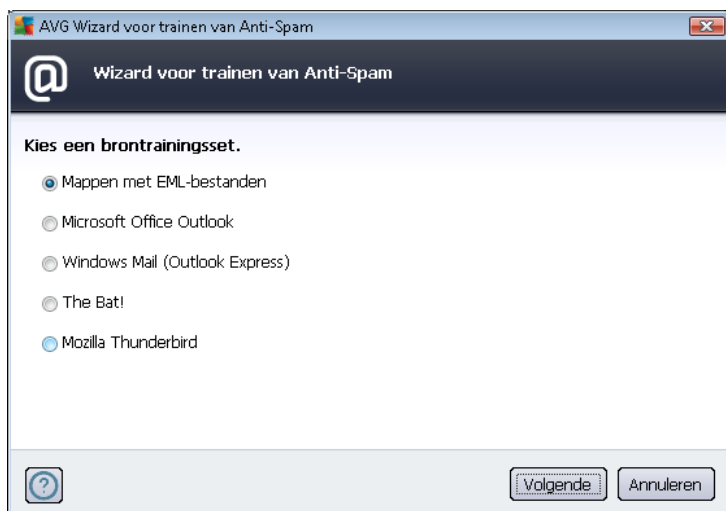 AVG Wizard voor trainen van Anti-Spam
@ Wizard voor trainen van Anti-Spam
Kies een brontrainingsset.
Mappen met EML-bestanden
Microsoft Office Outlook
Windows Mail (Outlook Express)
The Bat!
Mozilla Thunderbird
? Volgende Annuleren